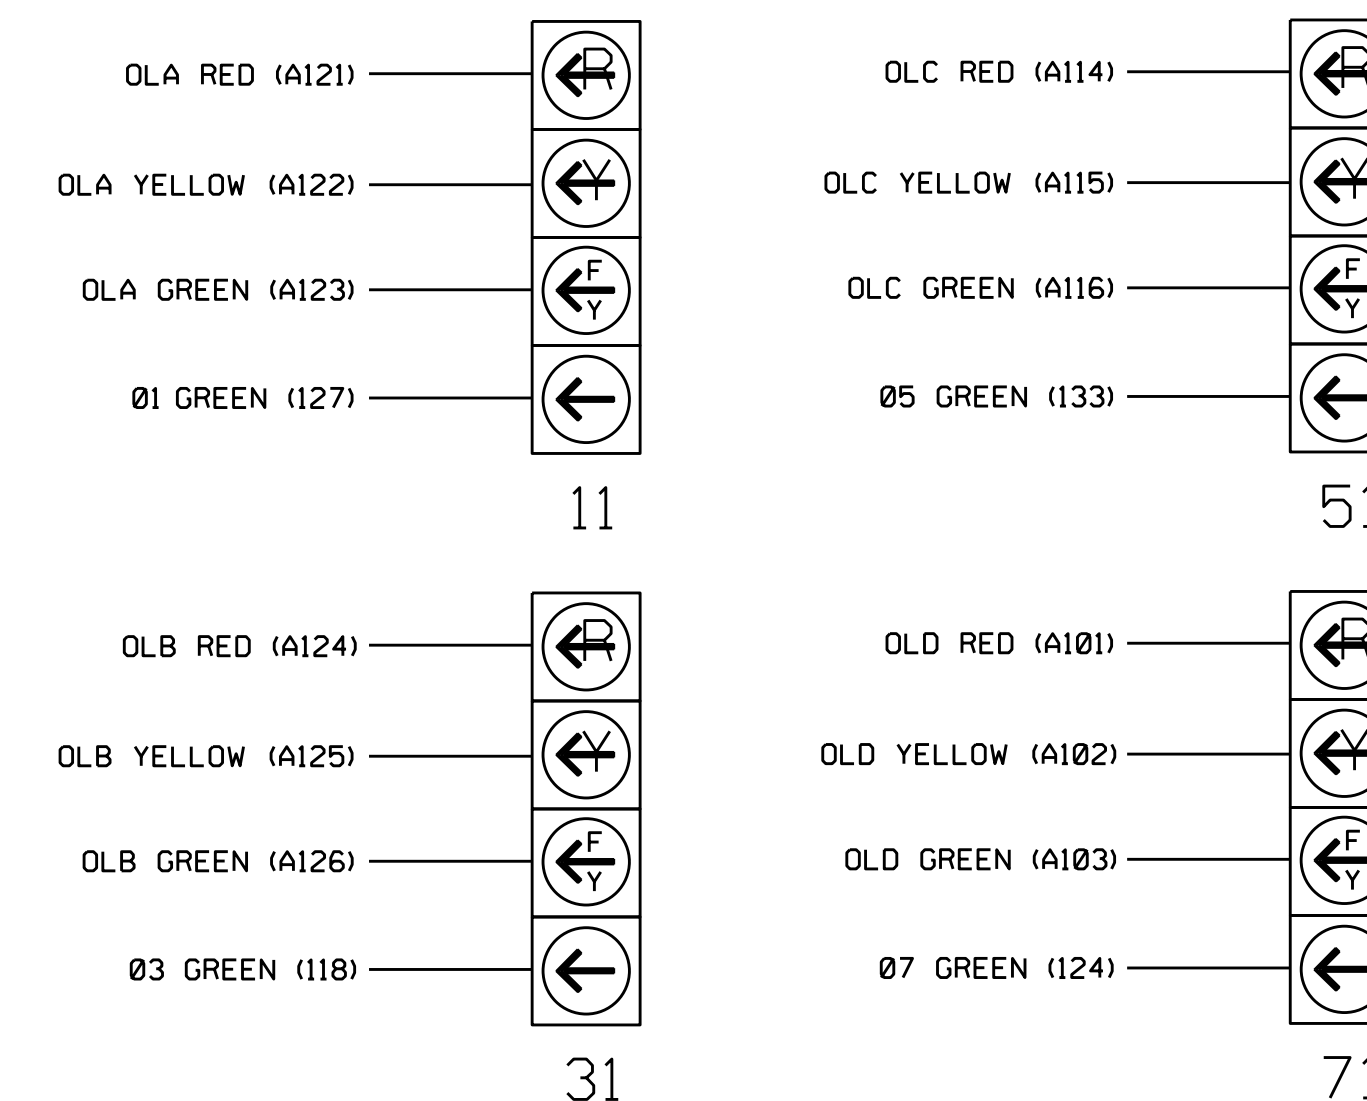 OLA RED (A121)
R
OLA YELLOW (A122)
Y
OLA GREEN (A123)
F
Y
Ø1 GREEN (127)
11
OLC RED (A114)
R
OLC YELLOW (A115)
Y
OLC GREEN (A116)
F
Y
Ø5 GREEN (133)
51
OLB RED (A124)
R
OLB YELLOW (A125)
Y
OLB GREEN (A126)
F
Y
Ø3 GREEN (118)
31
OLD RED (A1Ø1)
R
OLD YELLOW (A1Ø2)
Y
OLD GREEN (A1Ø3)
F
Y
Ø7 GREEN (124)
71